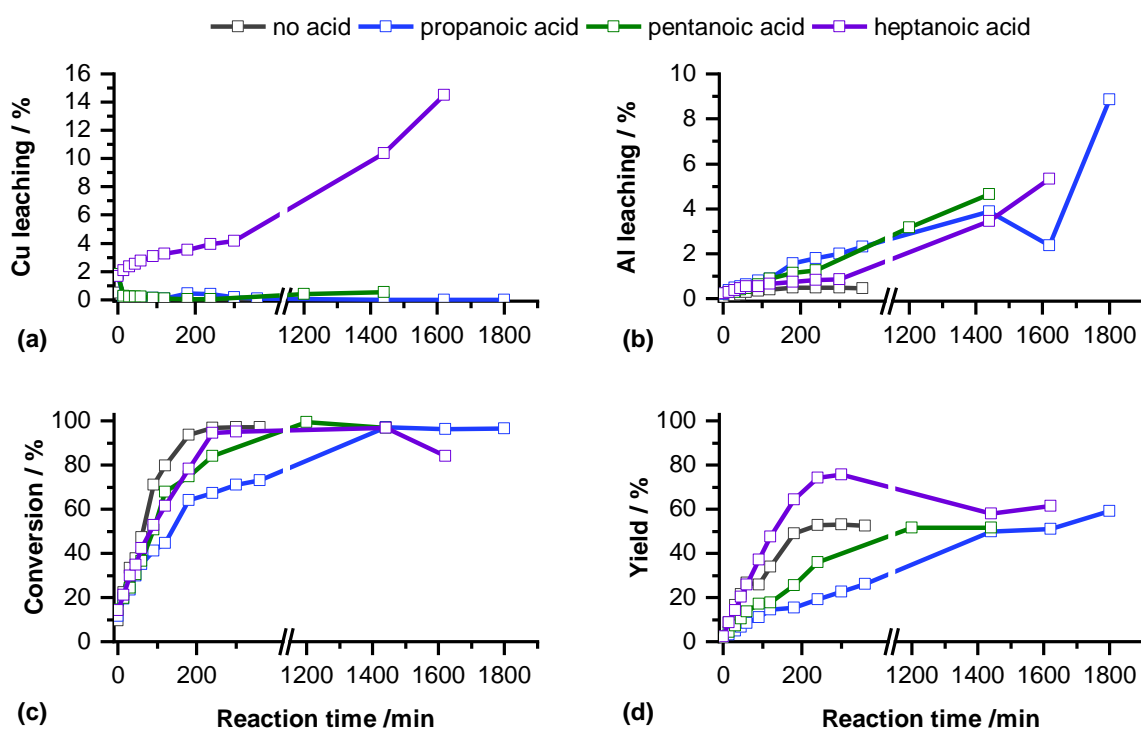 no acid propanoic acid pentanoic acid heptanoic acid
16
14
12
10
8
6
4
2
0
Cu leaching / %
0 200 1200 1400 1600 1800
(a)
10
8
6
4
2
0
Al leaching / %
0 200 1200 1400 1600 1800
(b)
100
80
60
40
20
0
Conversion / %
0 200 1200 1400 1600 1800
(c)
Reaction time /min
100
80
60
40
20
0
Yield / %
0 200 1200 1400 1600 1800
(d)
Reaction time /min